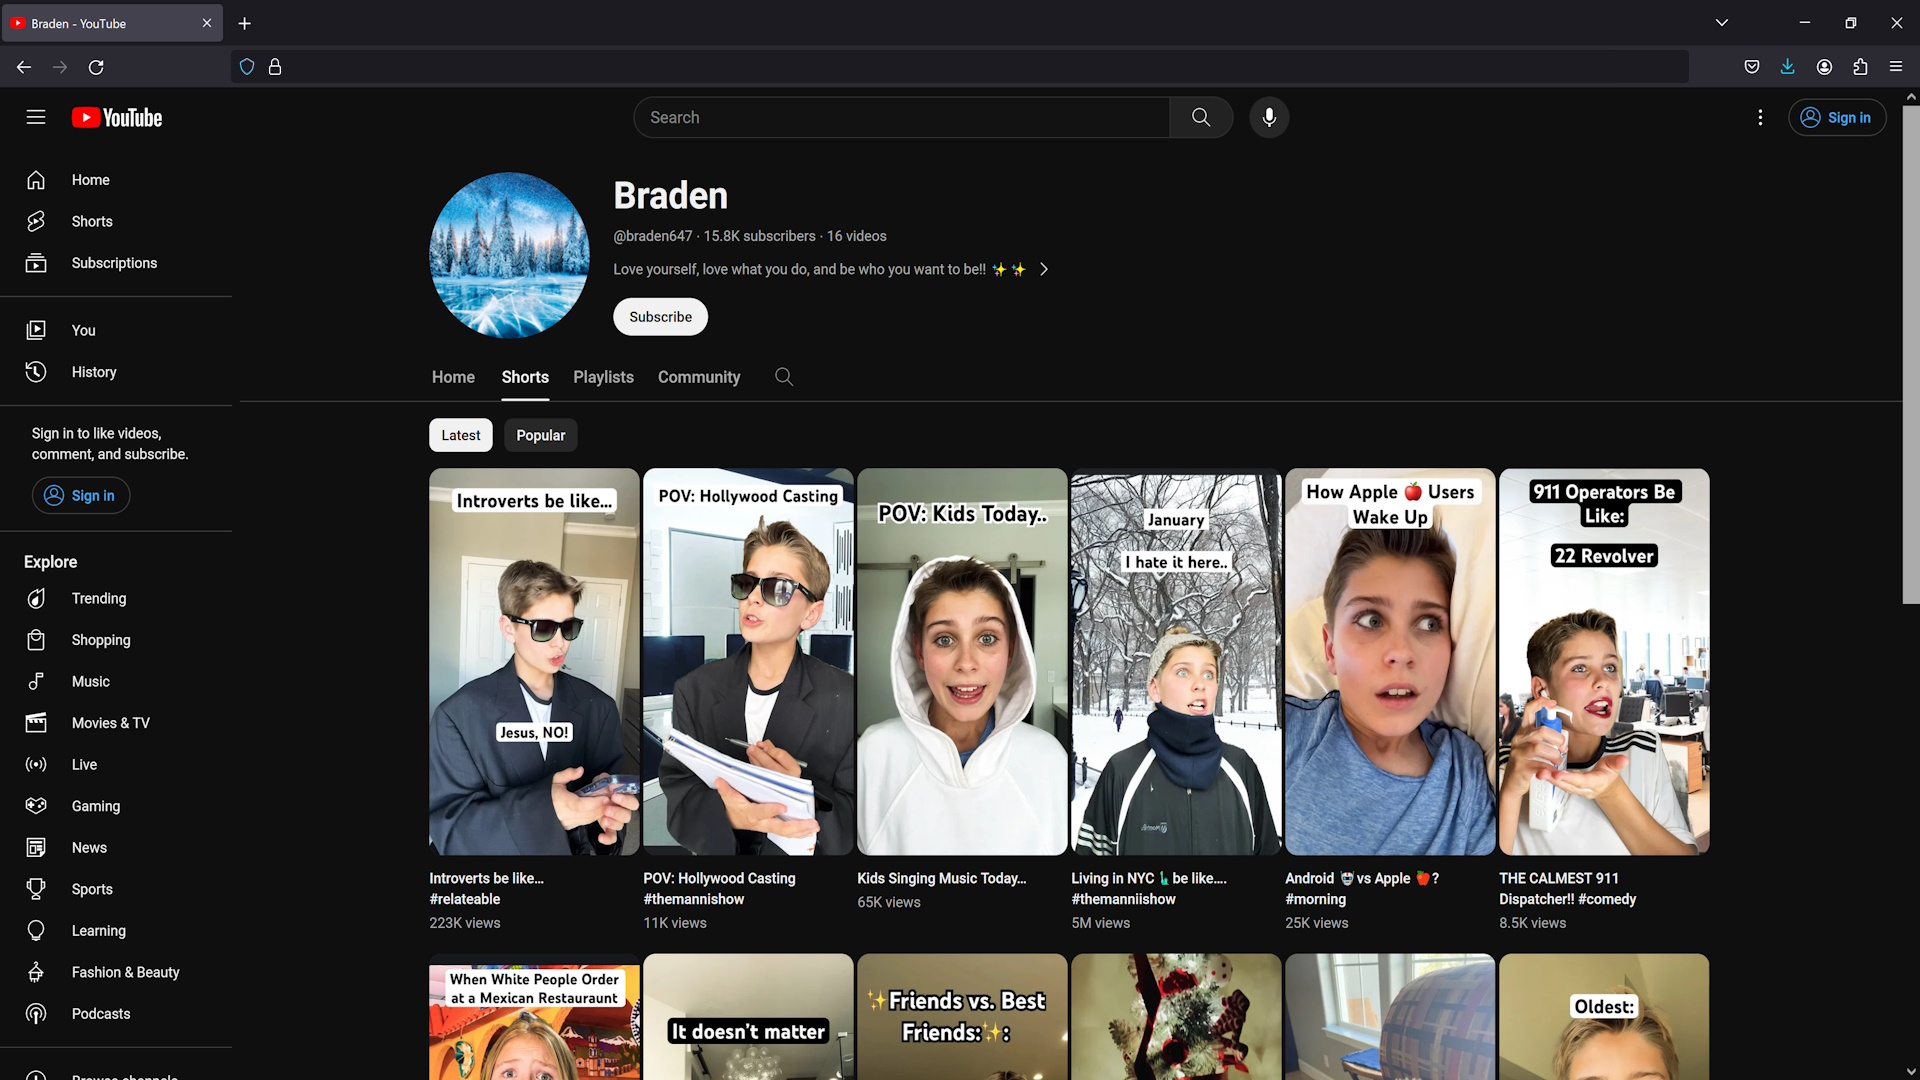 Braden - YouTube
YouTube
Search
Sign in
Home
Shorts
Subscriptions
You
History
Sign in to like videos,
comment, and subscribe.
Sign in
Explore
Trending
Shopping
Music
Movies & TV
Live
Gaming
News
Sports
Learning
Fashion & Beauty
Podcasts
Braden
@braden647 · 15.8K subscribers · 16 videos
Love yourself, love what you do, and be who you want to be!! ✨ ✨
Subscribe
Home Shorts Playlists Community
Latest Popular
Introverts be like...
Jesus, NO!
POV: Hollywood Casting
POV: Kids Today..
January
I hate it here..
How Apple 🍎 Users
Wake Up
911 Operators Be
Like:
22 Revolver
Introverts be like...
#relateable
223K views
POV: Hollywood Casting
#themannishow
11K views
Kids Singing Music Today...
65K views
Living in NYC 🗽 be like....
#themanniishow
5M views
Android 🤖 vs Apple 🍎?
#morning
25K views
THE CALMEST 911
Dispatcher!! #comedy
8.5K views
When White People Order
at a Mexican Restauraunt
It doesn't matter
✨Friends vs. Best
Friends:✨:
Oldest: